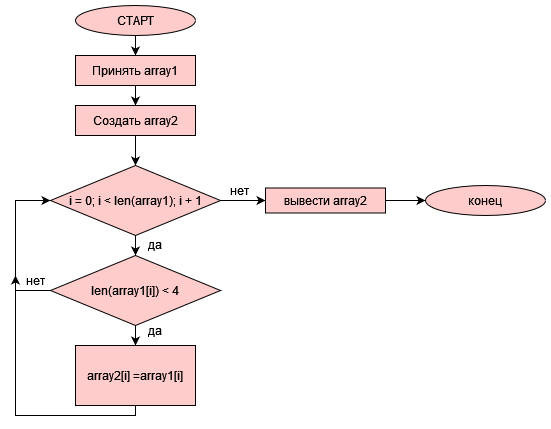 СТАРТ
Принять array1
Создать array2
i = 0; i < len(array1); i + 1
нет
вывести array2
конец
да
len(array1[i]) < 4
нет
да
array2[i] =array1[i]